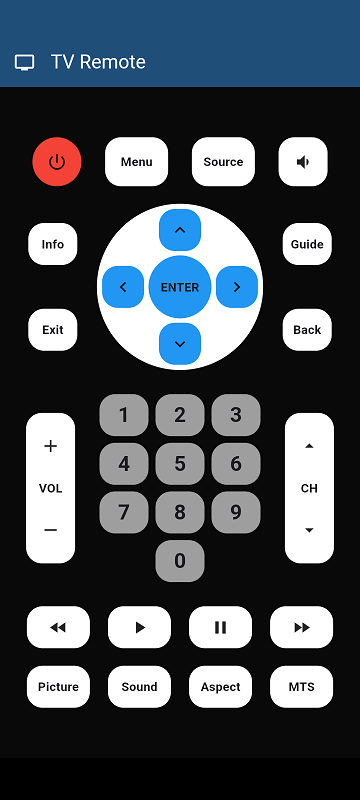 TV Remote
Menu
Source
Info
Guide
ENTER
Exit
Back
1 2 3
4 5 6
VOL
CH
7 8 9
0
Picture
Sound
Aspect
MTS